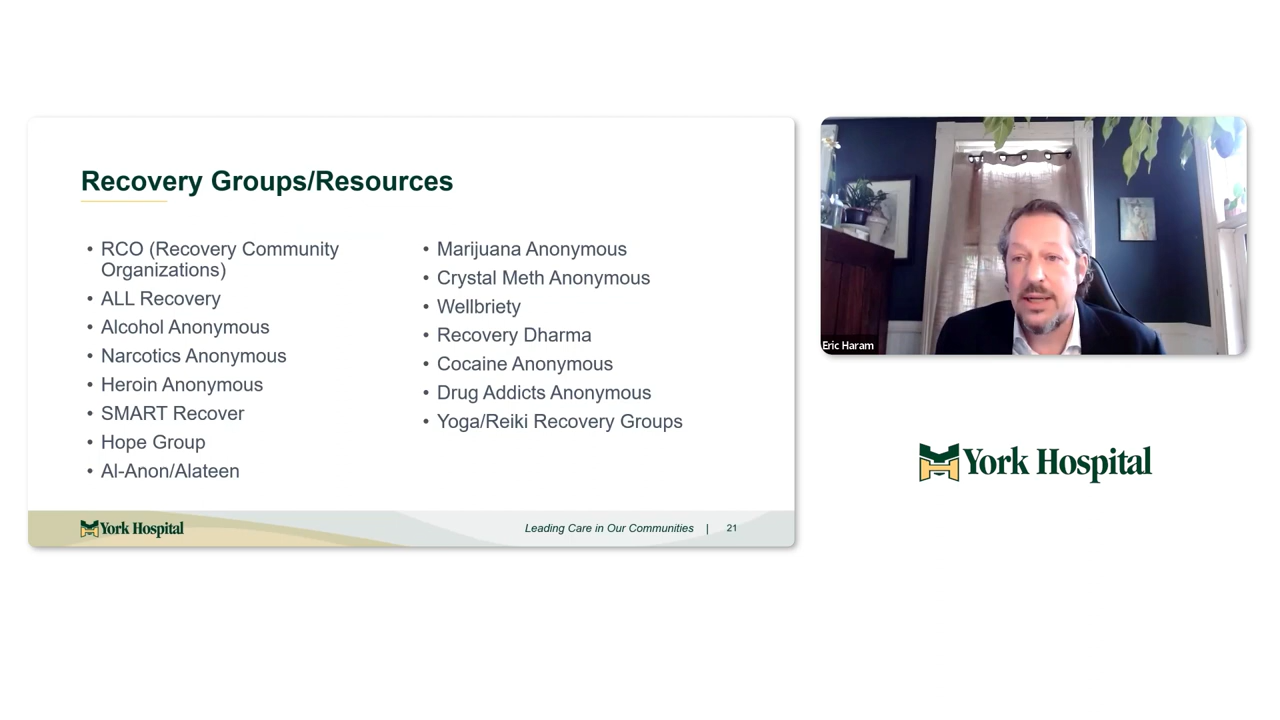 Recovery Groups/Resources
• RCO (Recovery Community
Organizations)
• ALL Recovery
• Alcohol Anonymous
• Narcotics Anonymous
• Heroin Anonymous
• SMART Recover
• Hope Group
• Al-Anon/Alateen
• Marijuana Anonymous
• Crystal Meth Anonymous
• Wellbriety
• Recovery Dharma
• Cocaine Anonymous
• Drug Addicts Anonymous
• Yoga/Reiki Recovery Groups
York Hospital
Leading Care in Our Communities | 21
Eric Haram
York Hospital